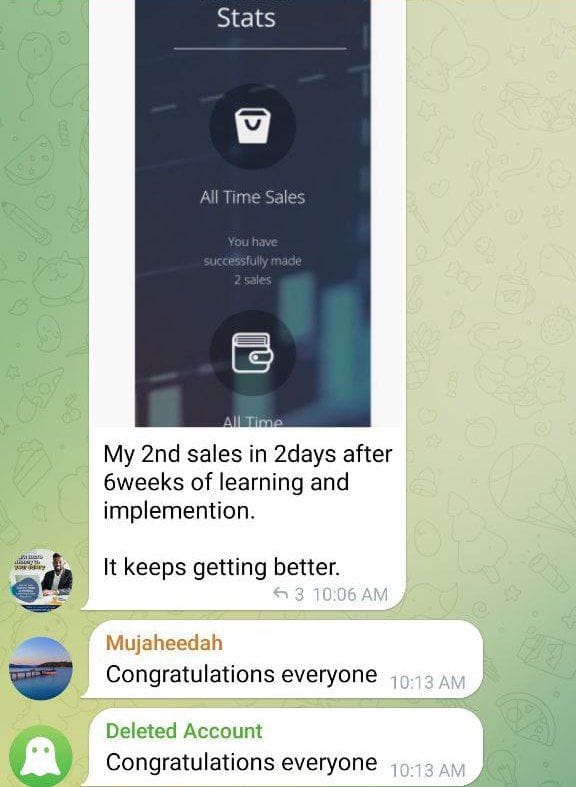 Stats
All Time Sales
You have
successfully made
2 sales
All Time
My 2nd sales in 2days after
6weeks of learning and
implemention.
It keeps getting better.
3 10:06 AM
Mujaheedah
Congratulations everyone 10:13 AM
Deleted Account
Congratulations everyone 10:13 AM